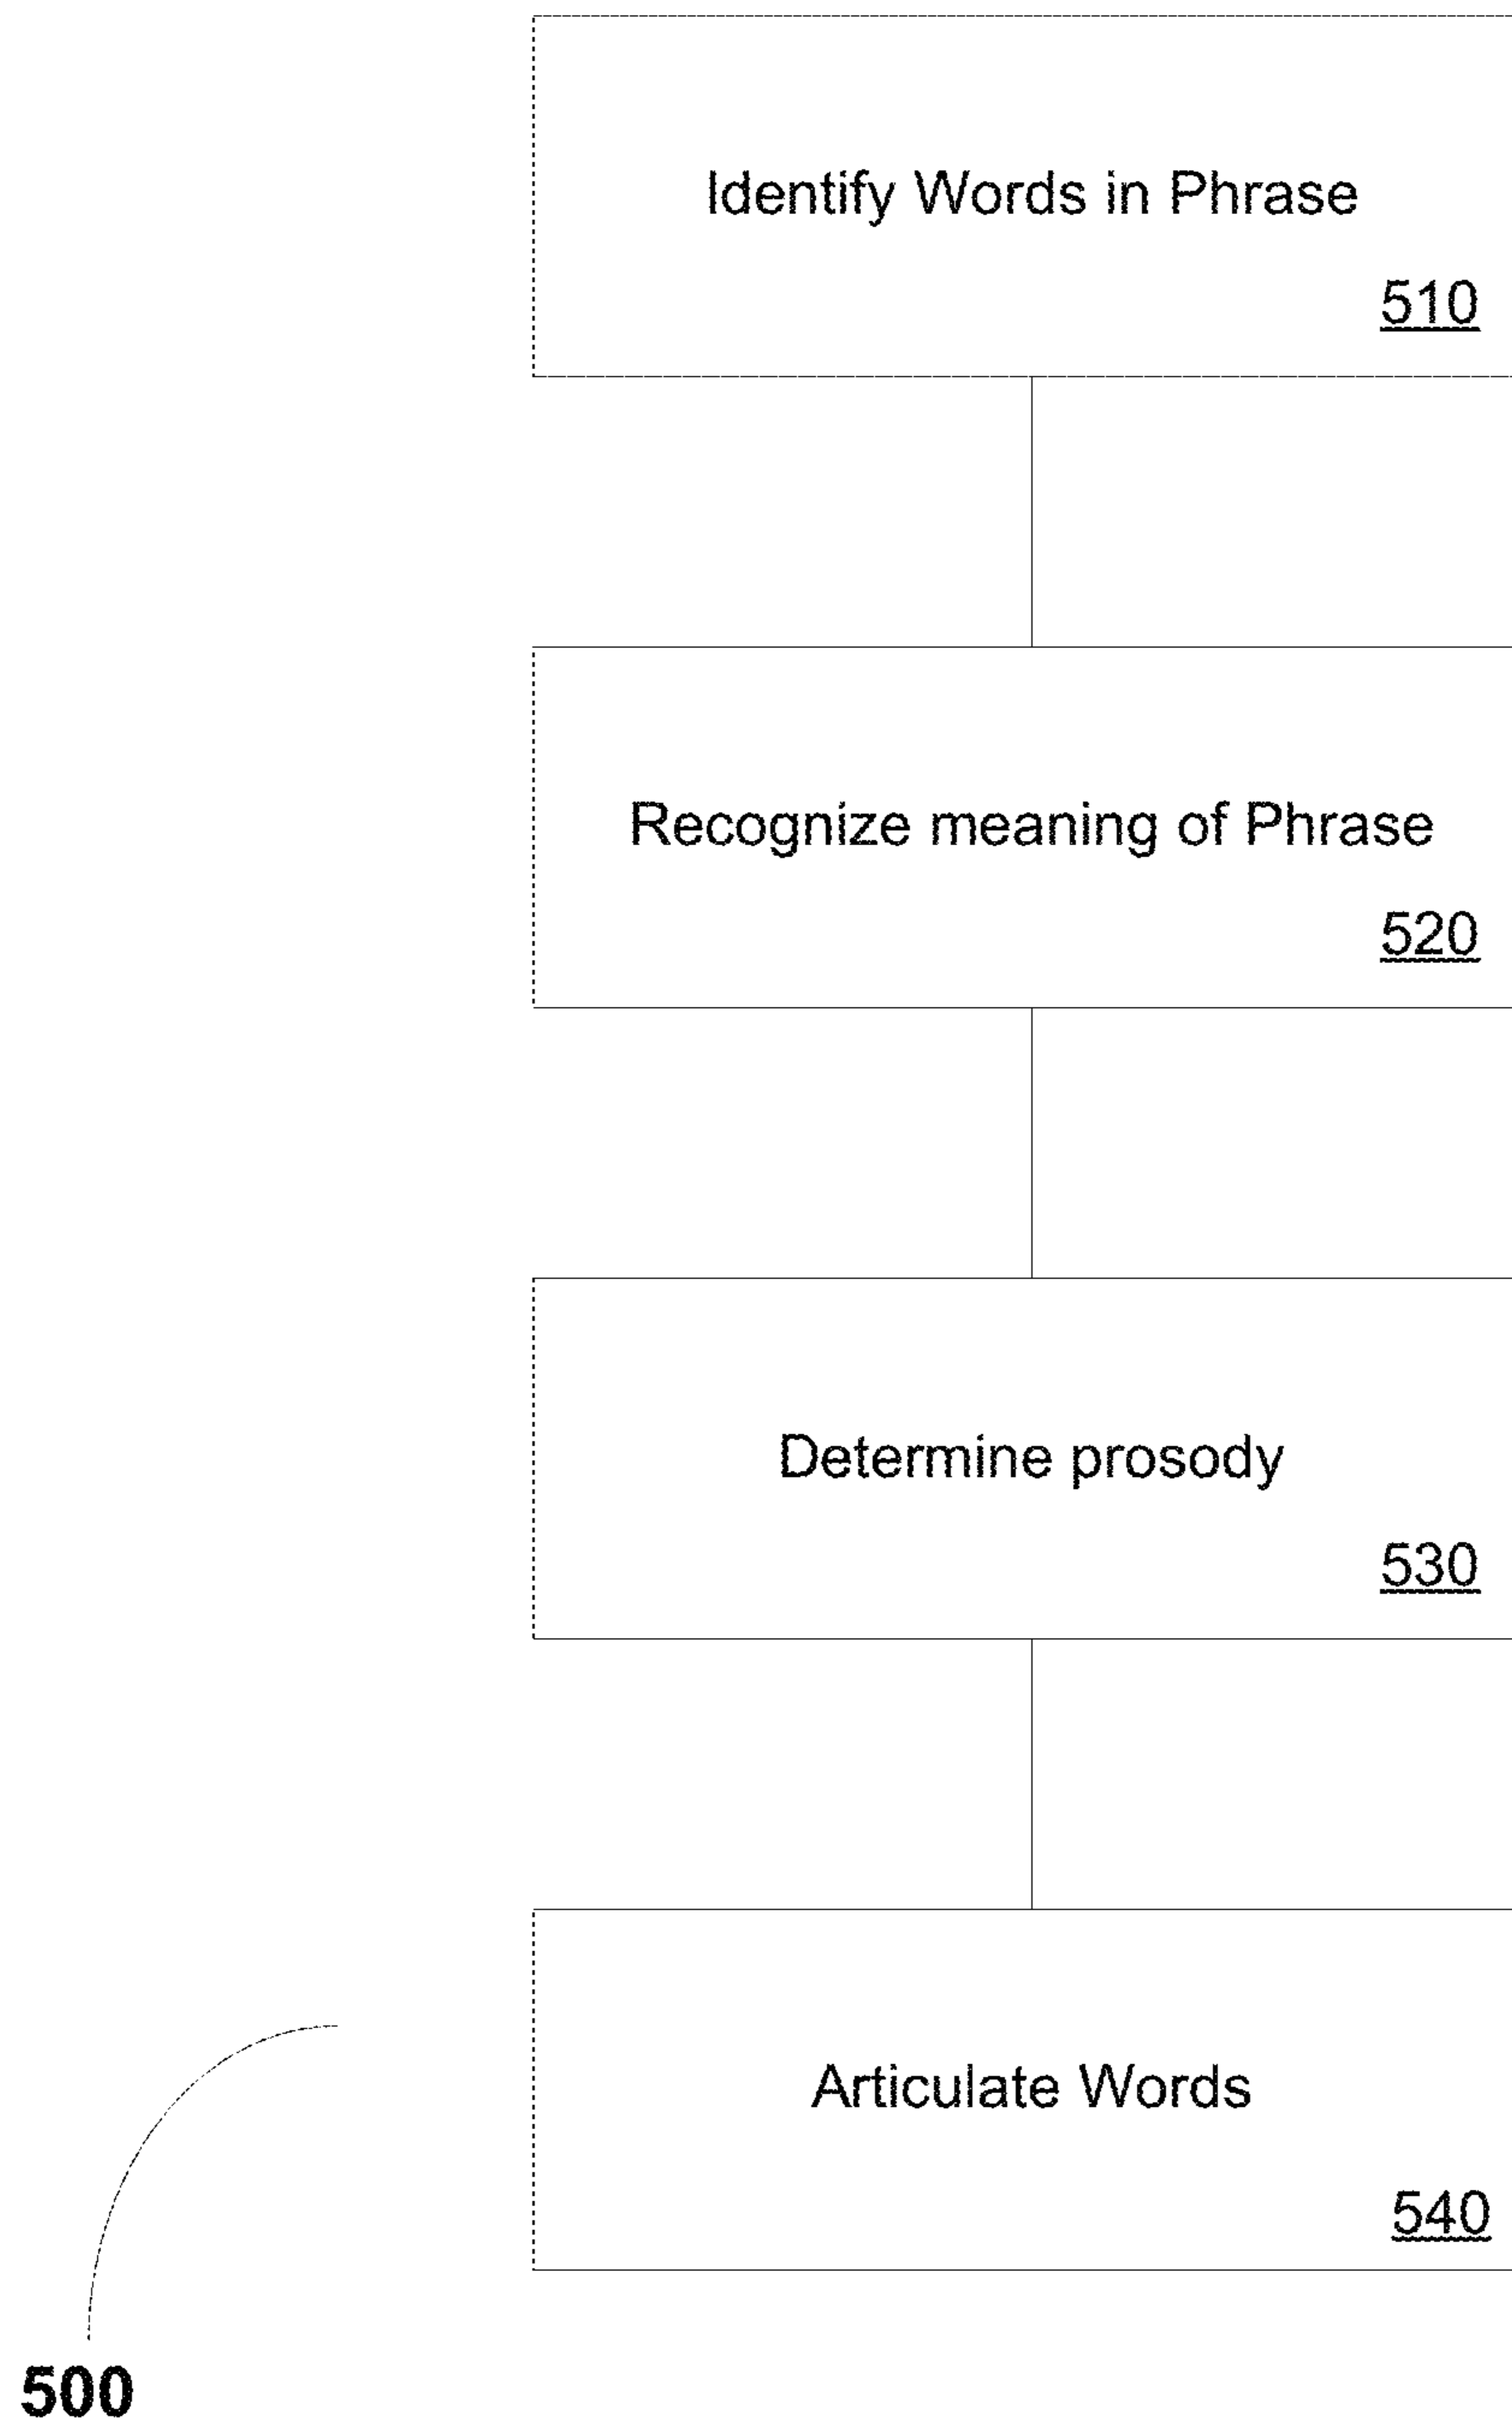 Identify Words in Phrase
510
Recognize meaning of Phrase
520
Determine prosody
530
Articulate Words
540
500